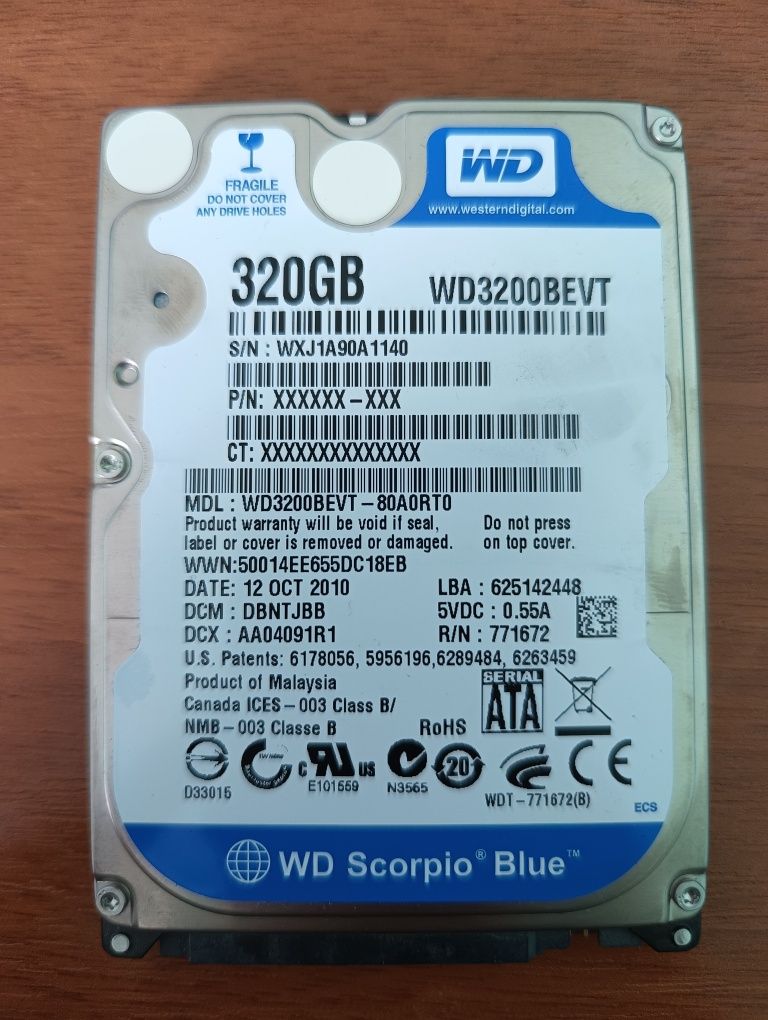 FRAGILE
DO NOT COVER
ANY DRIVE HOLES
WD
www.westerndigital.com
320GB WD3200BEVT
S/N : WXJ1A90A1140
P/N: XXXXXX-XXX
CT: XXXXXXXXXXXXXX
MDL : WD3200BEVT-80A0RT0
Product warranty will be void if seal, Do not press
label or cover is removed or damaged. on top cover.
WWN:50014EE655DC18EB
DATE: 12 OCT 2010 LBA : 625142448
DCM : DBNTJBB 5VDC : 0.55A
DCX : AA04091R1 R/N : 771672
U.S. Patents: 6178056, 5956196,6289484, 6263459
Product of Malaysia SERIAL
Canada ICES-003 Class B/ ATA
NMB-003 Classe B RoHS
c RU US 20 CE
D33015 E101559 N3565 WDT-771672(B)
ECS
WD Scorpio® Blue™